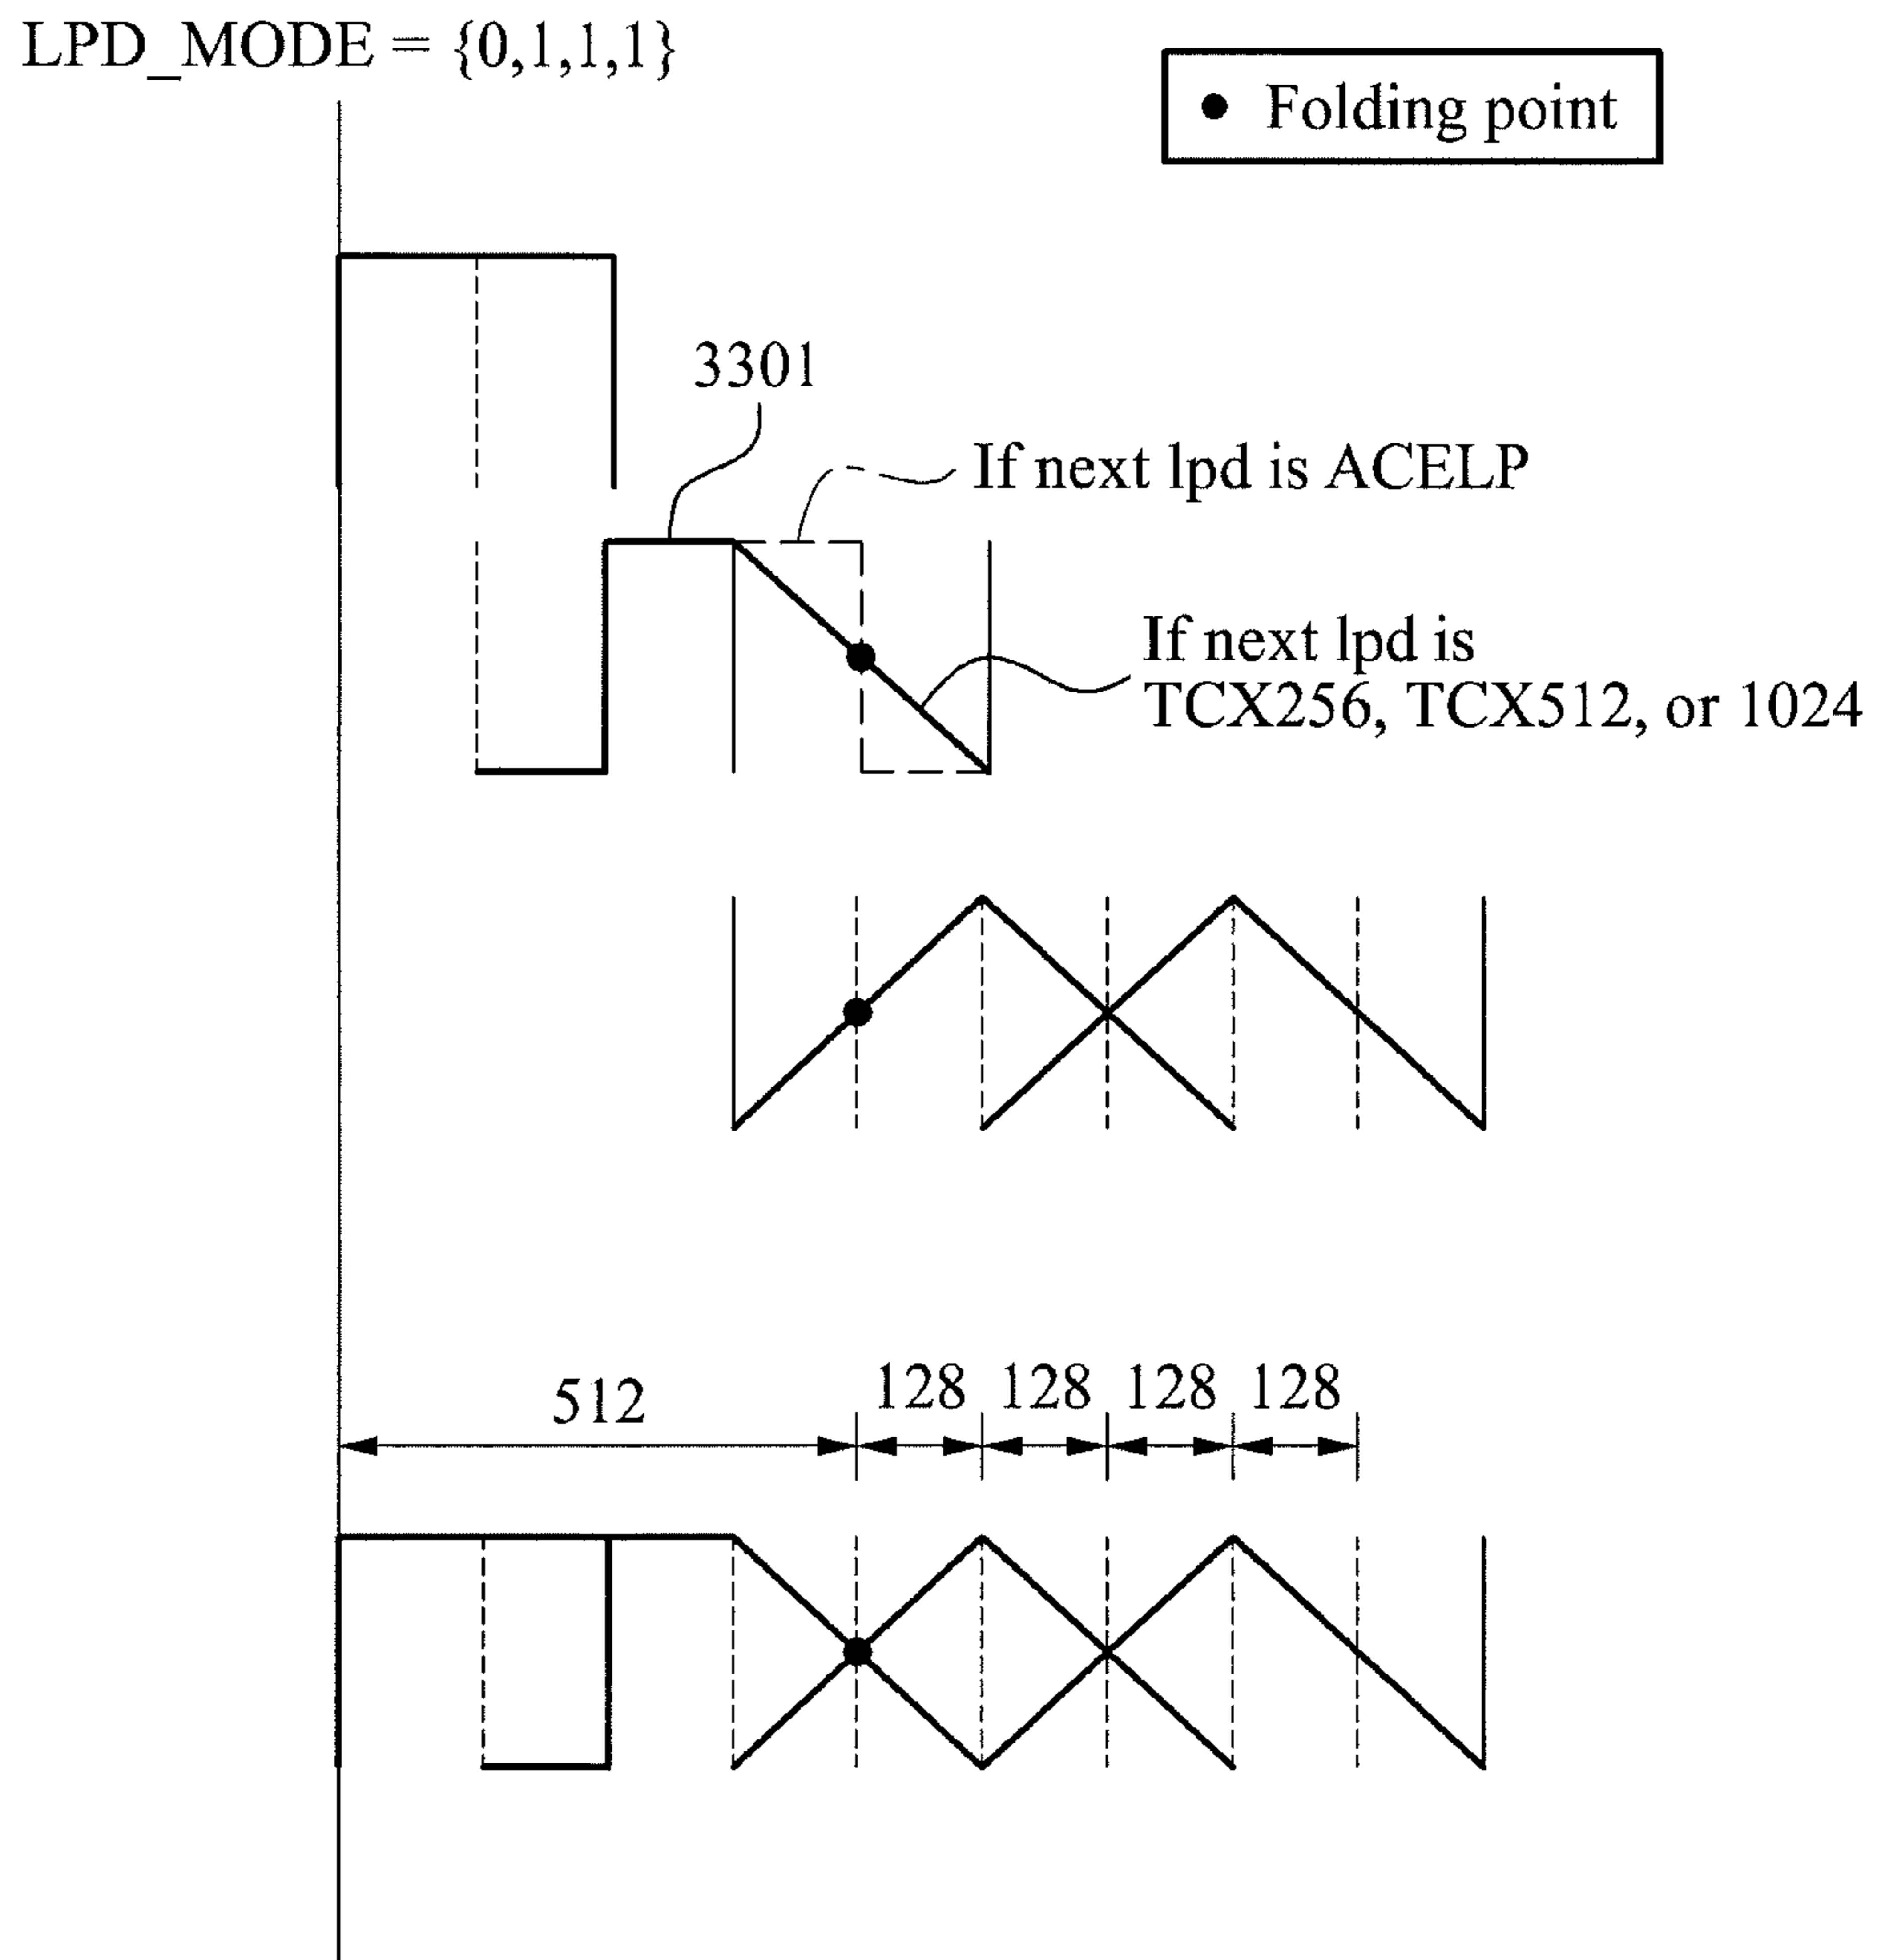 LPD_MODE = {0,1,1,1}
Folding point
3301
If next lpd is ACELP
If next lpd is
TCX256, TCX512, or 1024
512
128
128
128
128